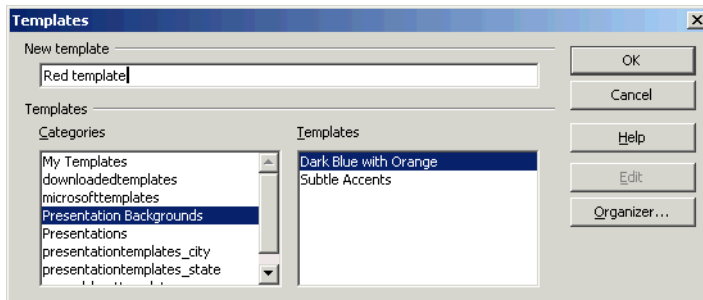 Templates
New template
Red template
OK
Cancel
Templates
Categories
Templates
Help
My Templates
downloadedtemplates
microsofttemplates
Presentation Backgrounds
Presentations
presentationtemplates_city
presentationtemplates_state
Dark Blue with Orange
Subtle Accents
Edit
Organizer...